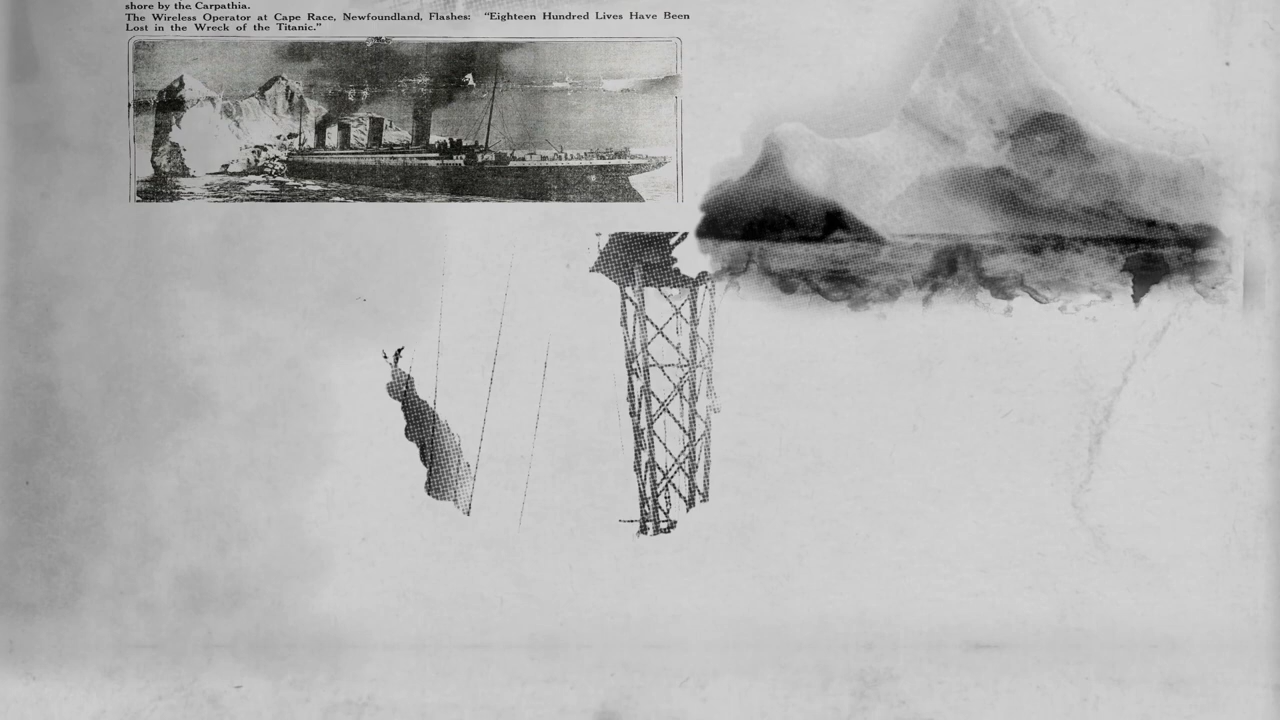 shore by the Carpathia.
The Wireless Operator at Cape Race, Newfoundland, Flashes: "Eighteen Hundred Lives Have Been
Lost in the Wreck of the Titanic."